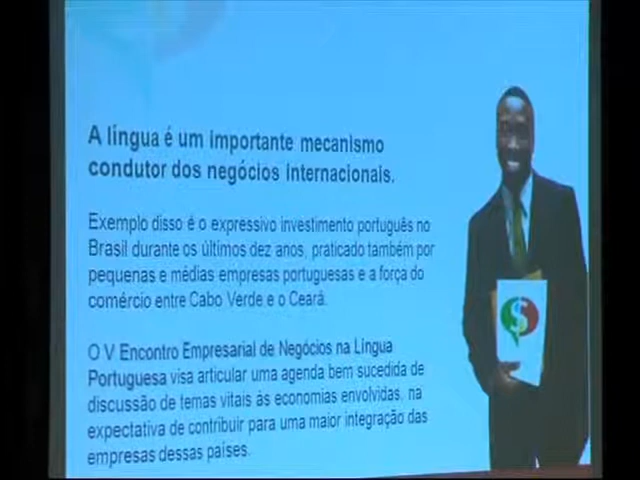 A língua é um importante mecanismo
condutor dos negócios internacionais.
Exemplo disso é o expressivo investimento português no
Brasil durante os últimos dez anos, praticado também por
pequenas e médias empresas portuguesas e a força do
comércio entre Cabo Verde e o Ceará.
O V Encontro Empresarial de Negócios na Língua
Portuguesa visa articular uma agenda bem sucedida de
discussão de temas vitais às economias envolvidas, na
expectativa de contribuir para uma maior integração das
empresas dessas países.
$